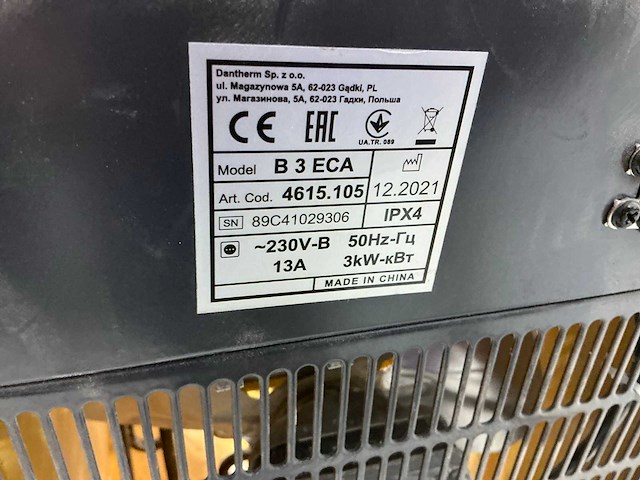 Dantherm Sp. z o.o.
ul. Magazynowa 5A, 62-023 Gądki, PL
ул. Магазинова, 5A, 62-023 Гадки, Польша
CE EAC UA.TR. 089
Model B 3 ECA
Art. Cod. 4615.105 12.2021
SN 89C41029306 IPX4
~230V-В 50Hz-Гц
13A 3kW-кВт
MADE IN CHINA